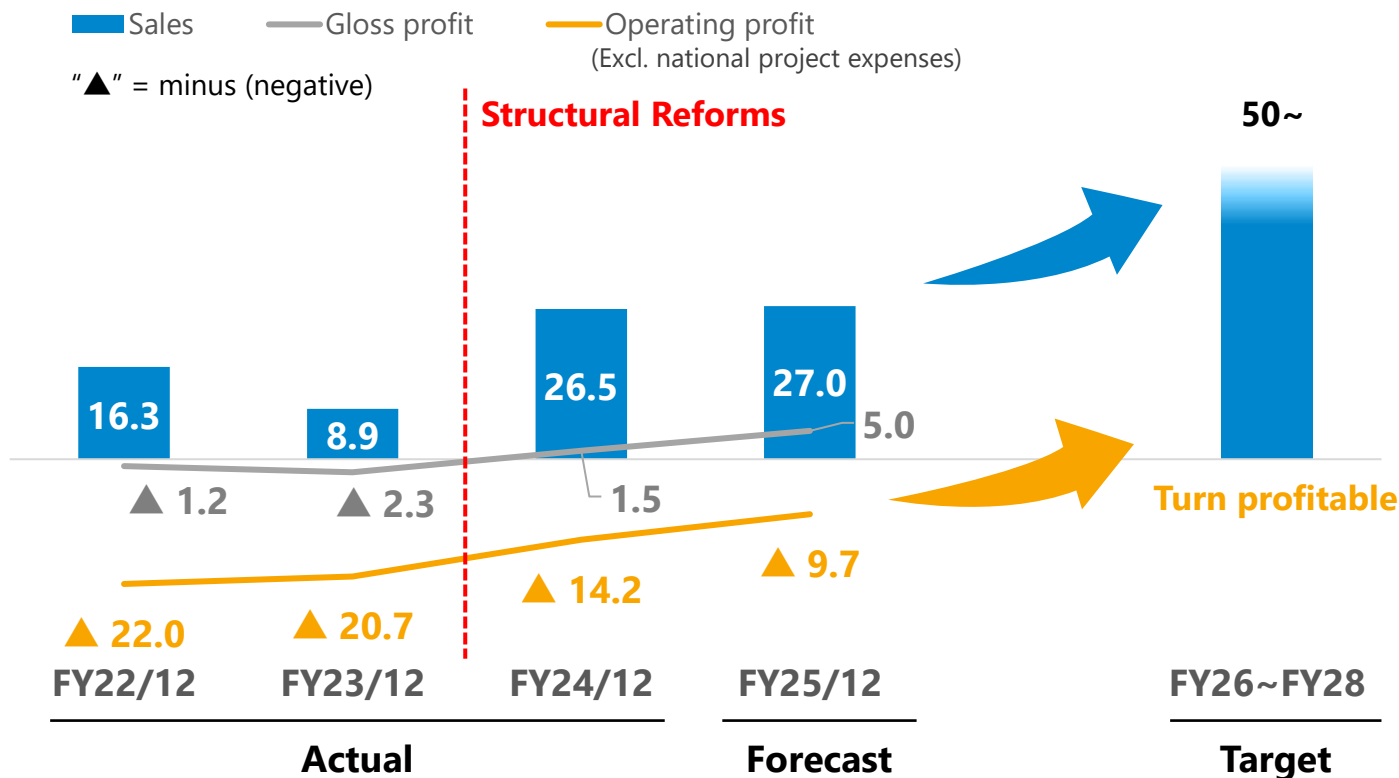 Sales
Gloss profit
Operating profit
(Excl. national project expenses)
"▲" = minus (negative)
Structural Reforms
50~
16.3
8.9
26.5
27.0
5.0
▲ 1.2
▲ 2.3
1.5
Turn profitable
▲ 22.0
▲ 20.7
▲ 14.2
▲ 9.7
FY22/12
FY23/12
FY24/12
FY25/12
FY26~FY28
Actual
Forecast
Target